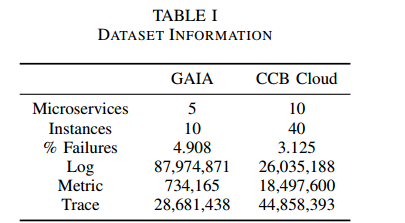 TABLE I
DATASET INFORMATION
GAIA CCB Cloud
Microservices 5 10
Instances 10 40
% Failures 4.908 3.125
Log 87,974,871 26,035,188
Metric 734,165 18,497,600
Trace 28,681,438 44,858,393